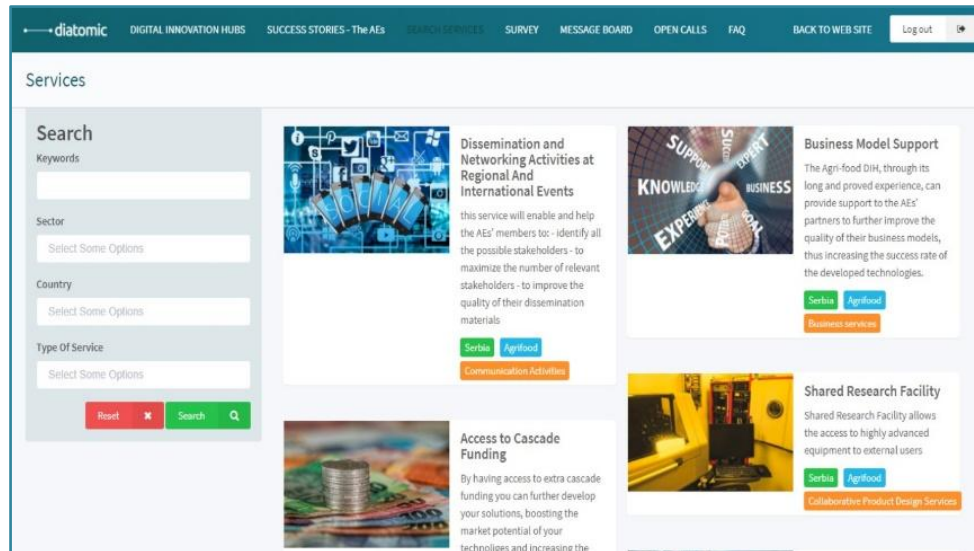 diatomic
DIGITAL INNOVATION HUBS
SUCCESS STORIES - The AEs
SEARCH SERVICES
SURVEY
MESSAGE BOARD
OPEN CALLS
FAQ
BACK TO WEB SITE
Log out
Services
Search
Keywords
Sector
Select Some Options
Country
Select Some Options
Type Of Service
Select Some Options
Reset
Search
SOCIAL
Dissemination and
Networking Activities at
Regional And
International Events
this service will enable and help
the AEs' members to: - identify all
the possible stakeholders - to
maximize the number of relevant
stakeholders - to improve the
quality of their dissemination
materials
Serbia
Agrifood
Communication Activities
SUPPORT
EXPERT
KNOWLEDGE
BUSINESS
EXPERIENCE
GOAL
Business Model Support
The Agri-food DIH, through its
long and proved experience, can
provide support to the AEs'
partners to further improve the
quality of their business models,
thus increasing the success rate of
the developed technologies.
Serbia
Agrifood
Business services
Access to Cascade
Funding
By having access to extra cascade
funding you can further develop
your solutions, boosting the
market potential of your
technoliges and increasing the
Shared Research Facility
Shared Research Facility allows
the access to highly advanced
equipment to external users
Serbia
Agrifood
Collaborative Product Design Services